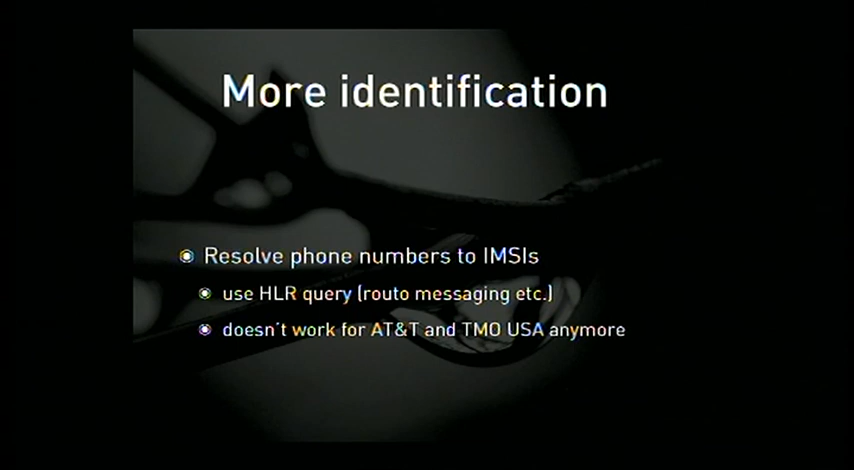 More identification
Resolve phone numbers to IMSIs
use HLR query (routo messaging etc.)
doesn't work for AT&T and TMO USA anymore